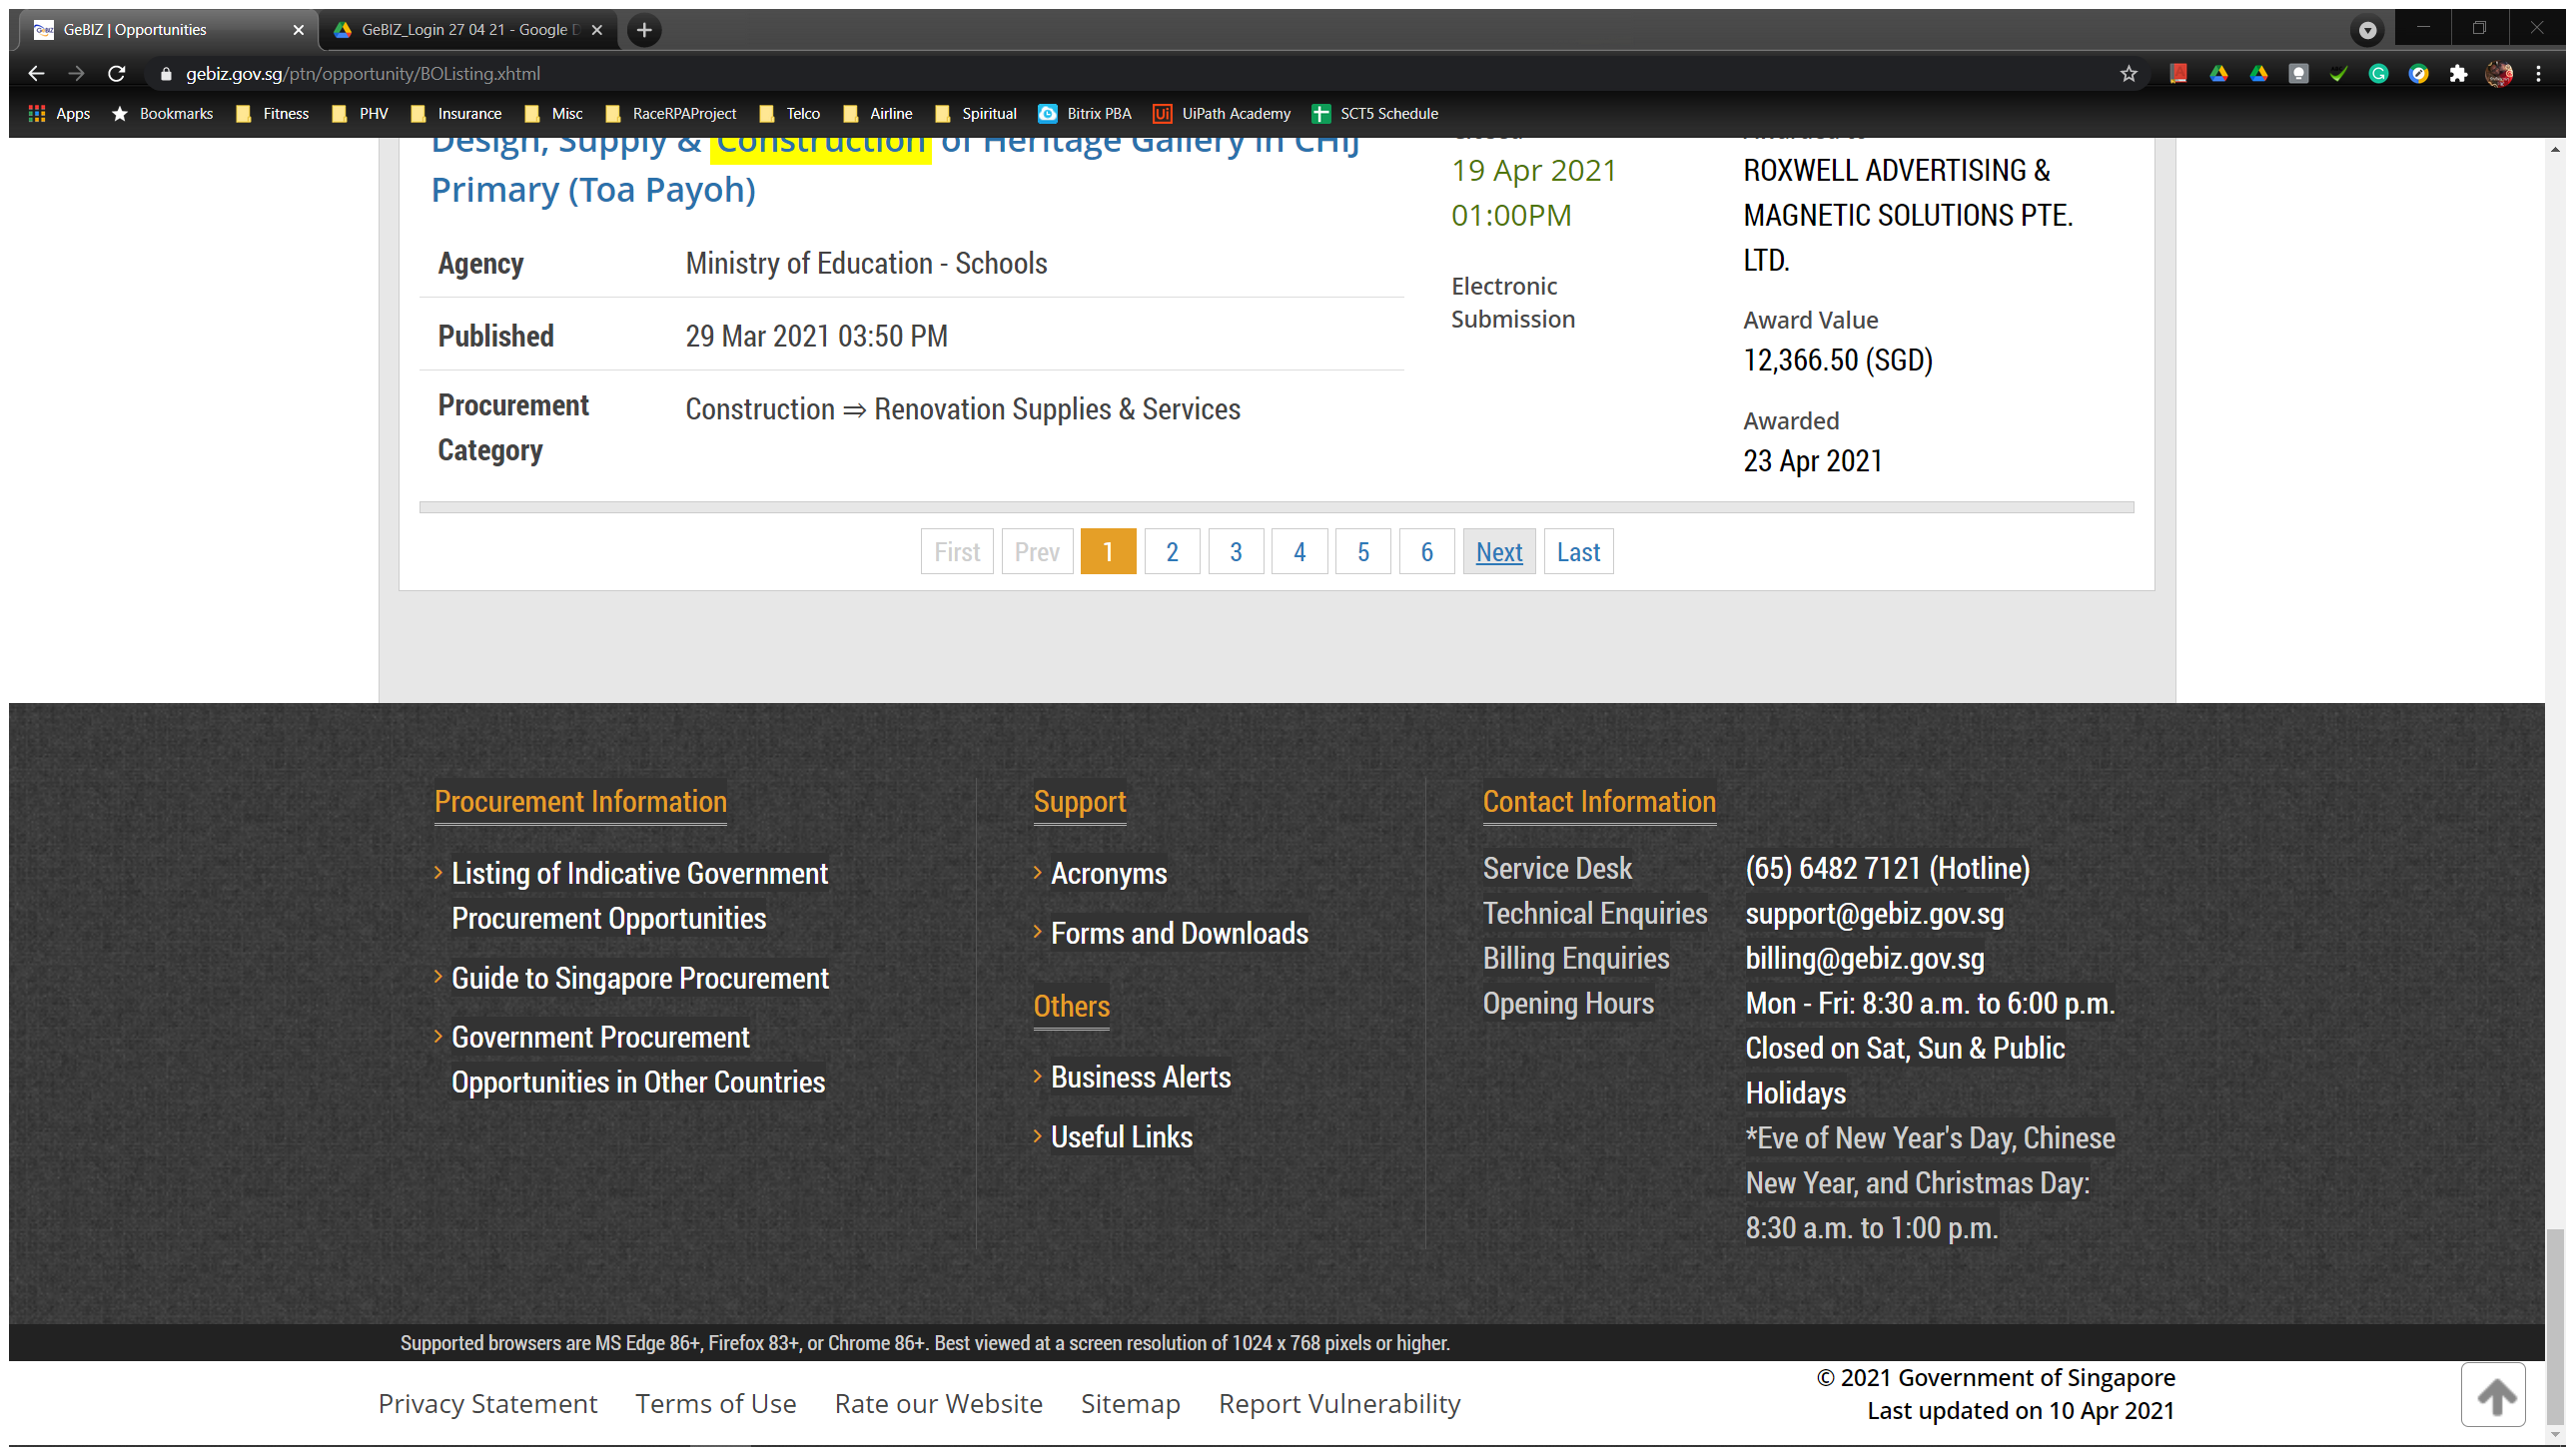 GeBIZ | Opportunities
GeBIZ_Login 27 04 21 - Google D
gebiz.gov.sg/ptn/opportunity/BOListing.xhtml
Apps Bookmarks Fitness PHV Insurance Misc RaceRPAProject Telco Airline Spiritual Bitrix PBA UiPath Academy SCT5 Schedule
Design, Supply & Construction of Heritage Gallery in CHIJ
Primary (Toa Payoh)
Agency Ministry of Education - Schools
Published 29 Mar 2021 03:50 PM
Procurement
Category
Construction ⇒ Renovation Supplies & Services
Closed
19 Apr 2021
01:00PM
Electronic
Submission
Awarded to
ROXWELL ADVERTISING &
MAGNETIC SOLUTIONS PTE.
LTD.
Award Value
12,366.50 (SGD)
Awarded
23 Apr 2021
First Prev 1 2 3 4 5 6 Next Last
Procurement Information
Listing of Indicative Government
Procurement Opportunities
Guide to Singapore Procurement
Government Procurement
Opportunities in Other Countries
Support
Acronyms
Forms and Downloads
Others
Business Alerts
Useful Links
Contact Information
Service Desk (65) 6482 7121 (Hotline)
Technical Enquiries support@gebiz.gov.sg
Billing Enquiries billing@gebiz.gov.sg
Opening Hours Mon - Fri: 8:30 a.m. to 6:00 p.m.
Closed on Sat, Sun & Public
Holidays
*Eve of New Year's Day, Chinese
New Year, and Christmas Day:
8:30 a.m. to 1:00 p.m.
Supported browsers are MS Edge 86+, Firefox 83+, or Chrome 86+. Best viewed at a screen resolution of 1024 x 768 pixels or higher.
Privacy Statement Terms of Use Rate our Website Sitemap Report Vulnerability
© 2021 Government of Singapore
Last updated on 10 Apr 2021